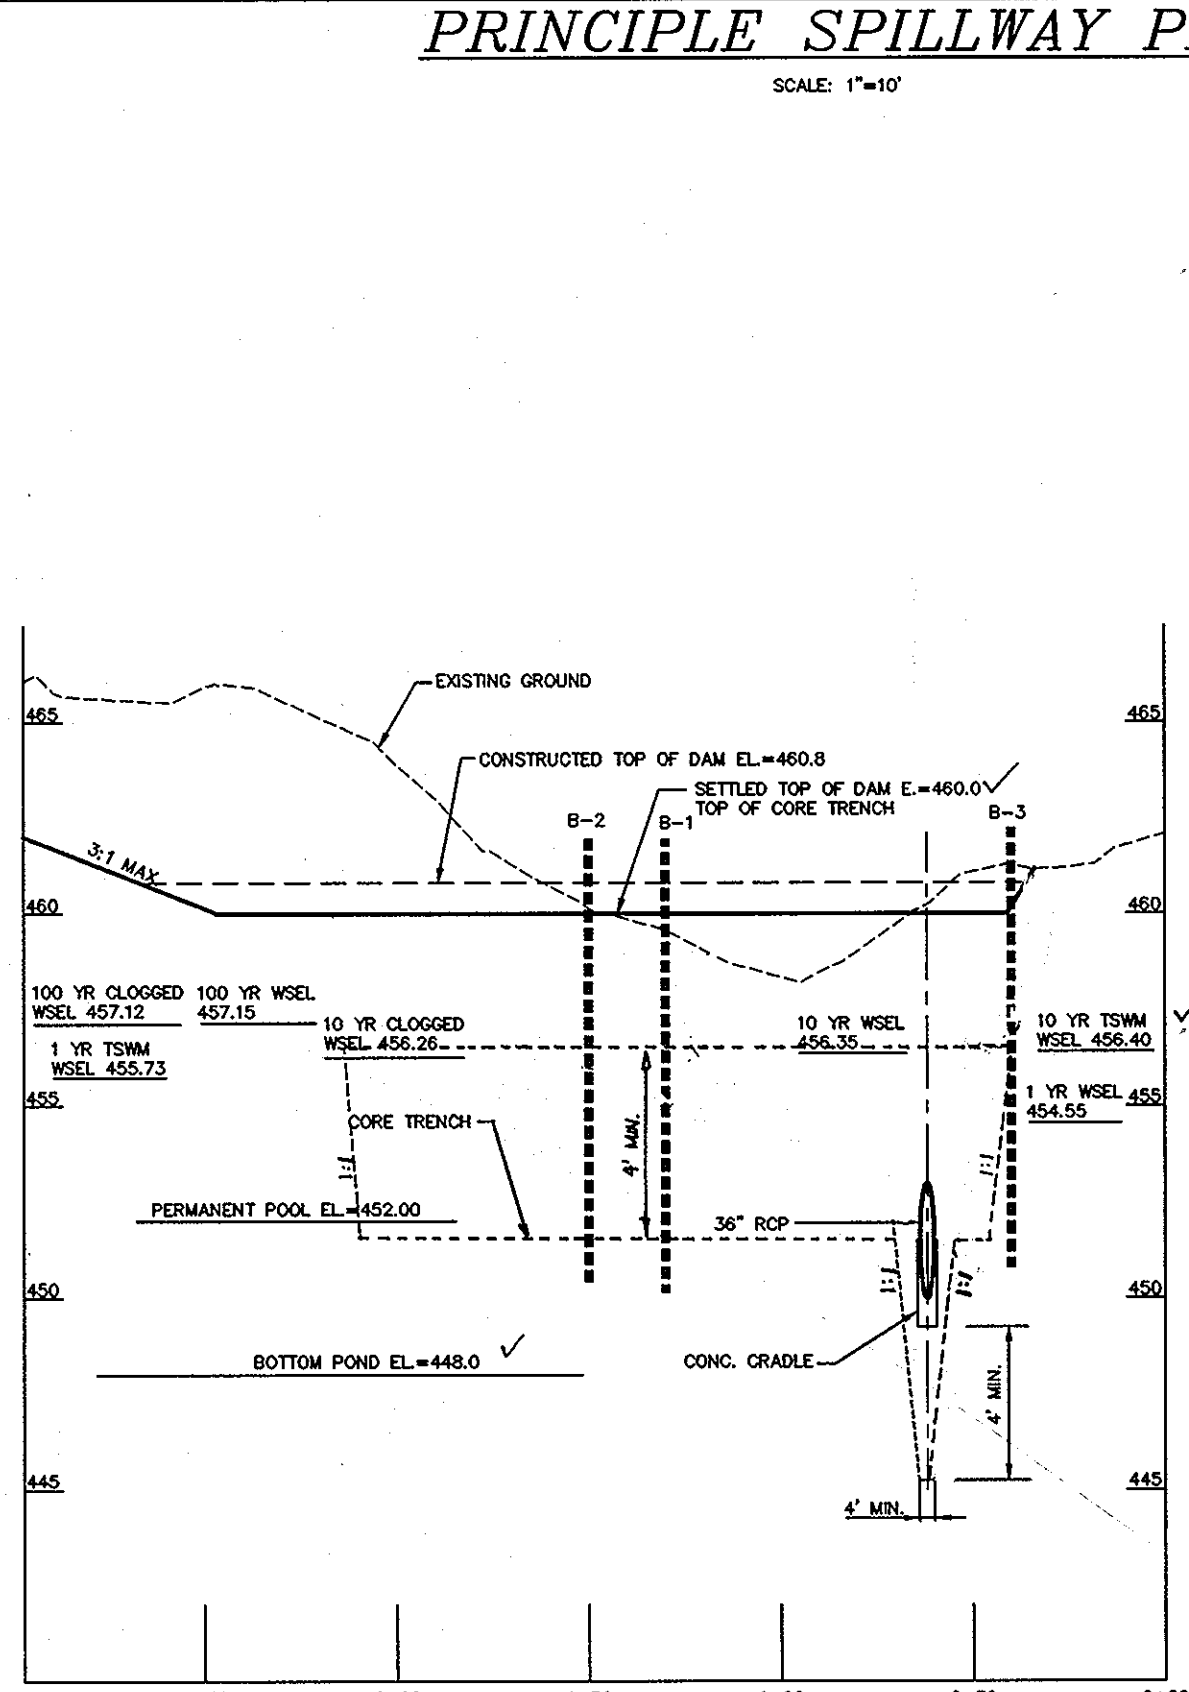 PRINCIPLE SPILLWAY P
SCALE: 1"=10'
EXISTING GROUND
465
465
CONSTRUCTED TOP OF DAM EL.=460.8
SETTLED TOP OF DAM E.=460.0
TOP OF CORE TRENCH
B-2
B-1
B-3
3:1 MAX
460
460
100 YR CLOGGED
WSEL 457.12
100 YR WSEL
457.15
10 YR CLOGGED
WSEL 456.26
10 YR WSEL
456.35
10 YR TSWM
WSEL 456.40
1 YR TSWM
WSEL 455.73
1 YR WSEL
454.55
455
455
CORE TRENCH
4' MIN.
1:1
1:1
PERMANENT POOL EL.=452.00
36" RCP
1:1
1:1
450
450
BOTTOM POND EL.=448.0
CONC. CRADLE
4' MIN.
445
445
4' MIN.